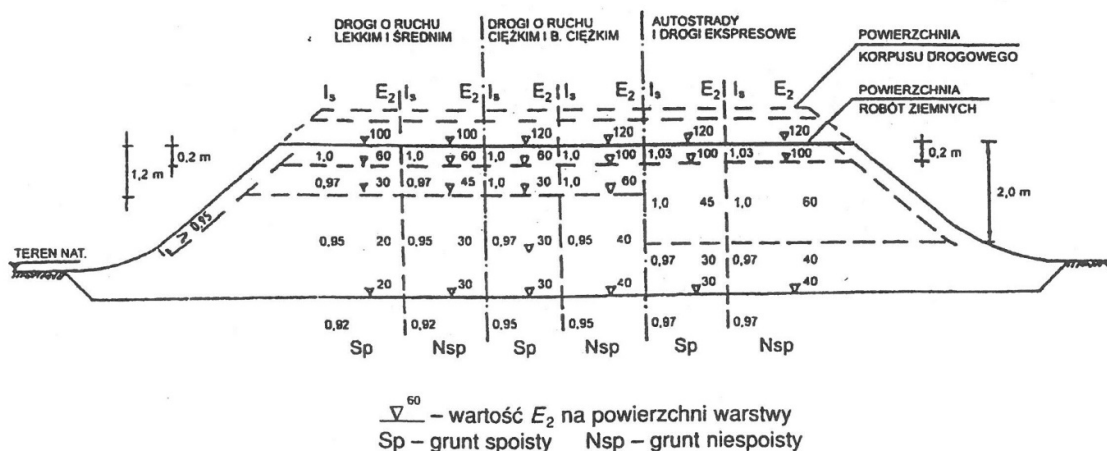 DROGI O RUCHU LEKKIM I ŚREDNIM
DROGI O RUCHU CIĘŻKIM I B. CIĘŻKIM
AUTOSTRADY I DROGI EKSPRESOWE
POWIERZCHNIA KORPUSU DROGOWEGO
POWIERZCHNIA ROBÓT ZIEMNYCH
Is E2 Is E2 Is E2 Is E2 Is E2 Is E2
100 100 120 120 120 120
0,2 m
1,2 m
1,0 60 1,0 60 1,0 60 1,0 100 1,03 100 1,03 100
0,2 m
0,97 30 0,97 45 1,0 30 1,0 60
1,0 45 1,0 60
2,0 m
Is ≥ 0,95
0,95 20 0,95 30 0,97 30 0,95 40
TEREN NAT.
0,97 30 0,97 40
20 30 30 40 30 40
0,92 0,92 0,95 0,95 0,97 0,97
Sp Nsp Sp Nsp Sp Nsp
60 – wartość E2 na powierzchni warstwy
Sp – grunt spoisty Nsp – grunt niespoisty